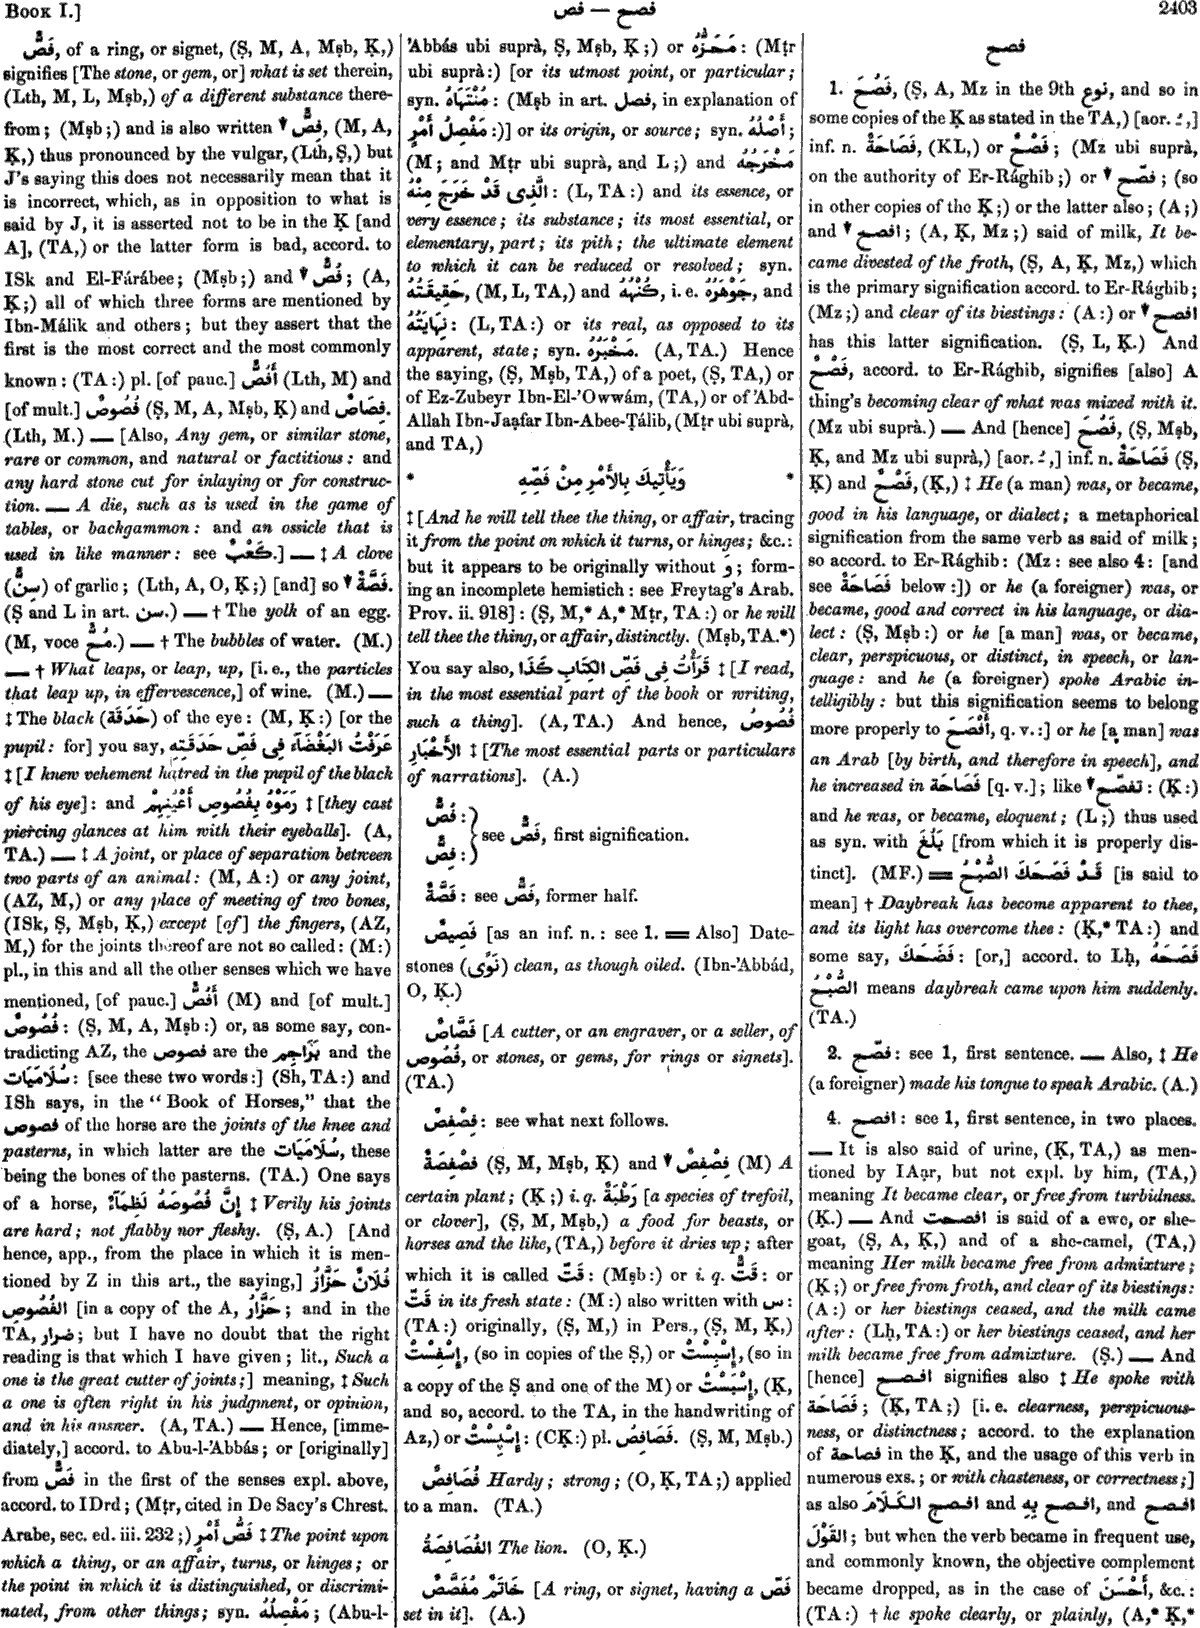 BOOK I.]
فصح — فص
2403
فَصٌّ, of a ring, or signet, (Ṣ, M, A, Mṣb, Ḳ,)
signifies [The stone, or gem, or] what is set therein,
(Lth, M, L, Mṣb,) of a different substance there-
from; (Mṣb;) and is also written ▼ فِصٌّ, (M, A,
Ḳ,) thus pronounced by the vulgar, (Lth, Ṣ,) but
J's saying this does not necessarily mean that it
is incorrect, which, as in opposition to what is
said by J, it is asserted not to be in the Ḳ [and
A], (TA,) or the latter form is bad, accord. to
ISk and El-Fárábee; (Mṣb;) and ▼ فُصٌّ; (A,
Ḳ;) all of which three forms are mentioned by
Ibn-Málik and others; but they assert that the
first is the most correct and the most commonly
known: (TA:) pl. [of pauc.] أَفُصٌّ (Lth, M) and
[of mult.] فُصُوصٌ (Ṣ, M, A, Mṣb, Ḳ) and فِصَاصٌ.
(Lth, M.) — [Also, Any gem, or similar stone,
rare or common, and natural or factitious: and
any hard stone cut for inlaying or for construc-
tion. — A die, such as is used in the game of
tables, or backgammon: and an ossicle that is
used in like manner: see كَعْبٌ.] — ‡ A clove
(سِنٌّ) of garlic; (Lth, A, O, Ḳ;) [and] so ▼ فَصَّةٌ.
(Ṣ and L in art. سن.) — † The yolk of an egg.
(M, voce مُحٌّ.) — † The bubbles of water. (M.)
— † What leaps, or leap, up, [i. e., the particles
that leap up, in effervescence,] of wine. (M.) —
‡ The black (حَدَقَة) of the eye: (M, Ḳ:) [or the
pupil: for] you say, عَرَفْتُ البَغْضَآءَ فِى فَصِّ حَدَقَتِهِ
‡ [I knew vehement hatred in the pupil of the black
of his eye]: and رَمَوْهُ بِفُصُوصِ أَعْيُنِهِمْ ‡ [they cast
piercing glances at him with their eyeballs]. (A,
TA.) — ‡ A joint, or place of separation between
two parts of an animal: (M, A:) or any joint,
(AZ, M,) or any place of meeting of two bones,
(ISk, Ṣ, Mṣb, Ḳ,) except [of] the fingers, (AZ,
M,) for the joints thereof are not so called: (M:)
pl., in this and all the other senses which we have
mentioned, [of pauc.] أَفُصٌّ (M) and [of mult.]
فُصُوصٌ: (Ṣ, M, A, Mṣb:) or, as some say, con-
tradicting AZ, the فصوص are the بَرَاجِم and the
سُلَامَيَات: [see these two words:] (Sh, TA:) and
ISh says, in the "Book of Horses," that the
فصوص of the horse are the joints of the knee and
pasterns, in which latter are the سُلَامَيَات, these
being the bones of the pasterns. (TA.) One says
of a horse, إِنَّ فُصُوصَهُ لَظِمَآءٌ ‡ Verily his joints
are hard; not flabby nor fleshy. (Ṣ, A.) [And
hence, app., from the place in which it is men-
tioned by Z in this art., the saying,] فُلَانٌ حَزَّازُ
الفُصُوصِ [in a copy of the A, حَزَّار; and in the
TA, ضرار; but I have no doubt that the right
reading is that which I have given; lit., Such a
one is the great cutter of joints;] meaning, ‡ Such
a one is often right in his judgment, or opinion,
and in his answer. (A, TA.) — Hence, [imme-
diately,] accord. to Abu-l-'Abbás; or [originally]
from فَصٌّ in the first of the senses expl. above,
accord. to IDrd; (Mṭr, cited in De Sacy's Chrest.
Arabe, sec. ed. iii. 232;) فَصُّ أَمْرٍ ‡ The point upon
which a thing, or an affair, turns, or hinges; or
the point in which it is distinguished, or discrimi-
nated, from other things; syn. مَفْصِلُهُ; (Abu-l-
'Abbás ubi suprà, Ṣ, Mṣb, Ḳ;) or مَحَزُّهُ: (Mṭr
ubi suprà:) [or its utmost point, or particular;
syn. مُنْتَهَاهُ: (Mṣb in art. فصل, in explanation of
مَفْصِلُ أَمْرٍ:)] or its origin, or source; syn. أَصْلُهُ;
(M; and Mṭr ubi suprà, and L;) and مَخْرَجُهُ
الَّذِى قَدْ خَرَجَ مِنْهُ: (L, TA:) and its essence, or
very essence; its substance; its most essential, or
elementary, part; its pith; the ultimate element
to which it can be reduced or resolved; syn.
حَقِيقَتُهُ, (M, L, TA,) and كُنْهُهُ, i. e. جَوْهَرُهُ, and
نِهَايَتُهُ: (L, TA:) or its real, as opposed to its
apparent, state; syn. مَخْبَرُهُ. (A, TA.) Hence
the saying, (Ṣ, Mṣb, TA,) of a poet, (Ṣ, TA,) or
of Ez-Zubeyr Ibn-El-'Owwám, (TA,) or of 'Abd-
Allah Ibn-Jaạfar Ibn-Abee-Ṭálib, (Mṭr ubi suprà,
and TA,)
* وَيَأْتِيكَ بِالأَمْرِ مِنْ فَصِّهِ *
‡ [And he will tell thee the thing, or affair, tracing
it from the point on which it turns, or hinges; &c.:
but it appears to be originally without وَ; form-
ing an incomplete hemistich: see Freytag's Arab.
Prov. ii. 918]: (Ṣ, M,* A,* Mṭr, TA:) or he will
tell thee the thing, or affair, distinctly. (Mṣb, TA.*)
You say also, قَرَأْتُ فِى فَصِّ الكِتَابِ كَذَا ‡ [I read,
in the most essential part of the book or writing,
such a thing]. (A, TA.) And hence, فُصُوصُ
الأَخْبَارِ ‡ [The most essential parts or particulars
of narrations]. (A.)
فُصٌّ:
فِصٌّ:
} see فَصٌّ, first signification.
فَصَّةٌ: see فَصٌّ, former half.
فَصِيصٌ [as an inf. n.: see 1. = Also] Date-
stones (نَوًى) clean, as though oiled. (Ibn-'Abbád,
O, Ḳ.)
فَصَّاصٌ [A cutter, or an engraver, or a seller, of
فُصُوص, or stones, or gems, for rings or signets].
(TA.)
فِصْفِصٌ: see what next follows.
فِصْفِصَةٌ (Ṣ, M, Mṣb, Ḳ) and ▼ فِصْفِصٌ (M) A
certain plant; (Ḳ;) i. q. رَطْبَةٌ [a species of trefoil,
or clover], (Ṣ, M, Mṣb,) a food for beasts, or
horses and the like, (TA,) before it dries up; after
which it is called قَتّ: (Mṣb:) or i. q. قَتٌّ: or
قَتّ in its fresh state: (M:) also written with س:
(TA:) originally, (Ṣ, M,) in Pers., (Ṣ, M, Ḳ,)
إِسْفِسْتْ, (so in copies of the Ṣ,) or إِسْبِسْتْ, (so in
a copy of the Ṣ and one of the M) or إِسْبَسْتْ, (Ḳ,
and so, accord. to the TA, in the handwriting of
Az,) or إِسْپِسْتْ: (CḲ:) pl. فَصَافِصُ. (Ṣ, M, Mṣb.)
فُصَافِصٌ Hardy; strong; (O, Ḳ, TA;) applied
to a man. (TA.)
الفُصَافِصَةُ The lion. (O, Ḳ.)
خَاتَمٌ مُفَصَّصٌ [A ring, or signet, having a فَصّ
set in it]. (A.)
فصح
1. فَصُحَ, (Ṣ, A, Mz in the 9th نوع, and so in
some copies of the Ḳ as stated in the TA,) [aor. ـُ,]
inf. n. فَصَاحَةٌ, (KL,) or فَصْحٌ; (Mz ubi suprà,
on the authority of Er-Rághib;) or ▼ فصّح; (so
in other copies of the Ḳ;) or the latter also; (A;)
and ▼ افصح; (A, Ḳ, Mz;) said of milk, It be-
came divested of the froth, (Ṣ, A, Ḳ, Mz,) which
is the primary signification accord. to Er-Rághib;
(Mz;) and clear of its biestings: (A:) or ▼ افصح
has this latter signification. (Ṣ, L, Ḳ.) And
فَصْحٌ, accord. to Er-Rághib, signifies [also] A
thing's becoming clear of what was mixed with it.
(Mz ubi suprà.) — And [hence] فَصُحَ, (Ṣ, Mṣb,
Ḳ, and Mz ubi suprà,) [aor. ـُ,] inf. n. فَصَاحَةٌ (Ṣ,
Ḳ) and فَصْحٌ, (Ḳ,) ‡ He (a man) was, or became,
good in his language, or dialect; a metaphorical
signification from the same verb as said of milk;
so accord. to Er-Rághib: (Mz: see also 4: [and
see فَصَاحَةٌ below:]) or he (a foreigner) was, or
became, good and correct in his language, or dia-
lect: (Ṣ, Mṣb:) or he [a man] was, or became,
clear, perspicuous, or distinct, in speech, or lan-
guage: and he (a foreigner) spoke Arabic in-
telligibly: but this signification seems to belong
more properly to أَفْصَحَ, q. v.:] or he [a man] was
an Arab [by birth, and therefore in speech], and
he increased in فَصَاحَة [q. v.]; like ▼ تفصّح: (Ḳ:)
and he was, or became, eloquent; (L;) thus used
as syn. with بَلُغَ [from which it is properly dis-
tinct]. (MF.) = قَدْ فَصَحَكَ الصُّبْحُ [is said to
mean] † Daybreak has become apparent to thee,
and its light has overcome thee: (Ḳ,* TA:) and
some say, فَضَحَكَ: [or,] accord. to Lḥ, فَصَحَهُ
الصُّبْحُ means daybreak came upon him suddenly.
(TA.)
2. فصّح: see 1, first sentence. — Also, ‡ He
(a foreigner) made his tongue to speak Arabic. (A.)
4. افصح: see 1, first sentence, in two places.
— It is also said of urine, (Ḳ, TA,) as men-
tioned by IAạr, but not expl. by him, (TA,)
meaning It became clear, or free from turbidness.
(Ḳ.) — And افصحت is said of a ewe, or she-
goat, (Ṣ, A, Ḳ,) and of a she-camel, (TA,)
meaning Her milk became free from admixture;
(Ḳ;) or free from froth, and clear of its biestings:
(A:) or her biestings ceased, and the milk came
after: (Lḥ, TA:) or her biestings ceased, and her
milk became free from admixture. (Ṣ.) — And
[hence] افصح signifies also ‡ He spoke with
فَصَاحَة; (Ḳ, TA;) [i. e. clearness, perspicuous-
ness, or distinctness; accord. to the explanation
of فصاحة in the Ḳ, and the usage of this verb in
numerous exs.; or with chasteness, or correctness;]
as also افصح الكَلَامَ and افصح بِهِ, and افصح
القَوْلَ; but when the verb became in frequent use,
and commonly known, the objective complement
became dropped, as in the case of أَحْسَنَ, &c.:
(TA:) † he spoke clearly, or plainly, (A,* Ḳ,*